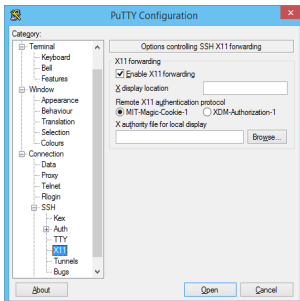 PuTTY Configuration
Category:
Terminal
Keyboard
Bell
Features
Window
Appearance
Behaviour
Translation
Selection
Colours
Connection
Data
Proxy
Telnet
Rlogin
SSH
Kex
Auth
TTY
X11
Tunnels
Bugs
Options controlling SSH X11 forwarding
X11 forwarding
Enable X11 forwarding
X display location
Remote X11 authentication protocol
MIT-Magic-Cookie-1 XDM-Authorization-1
X authority file for local display
Browse...
About Open Cancel